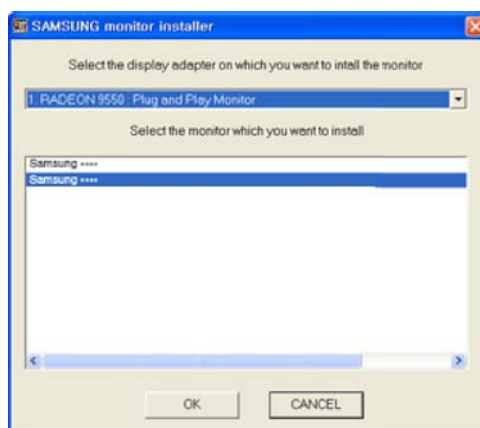 SAMSUNG monitor installer
Select the display adapter on which you want to intall the monitor
1. RADEON 9550 : Plug and Play Monitor
Select the monitor which you want to install
Samsung ****
Samsung ****
OK
CANCEL